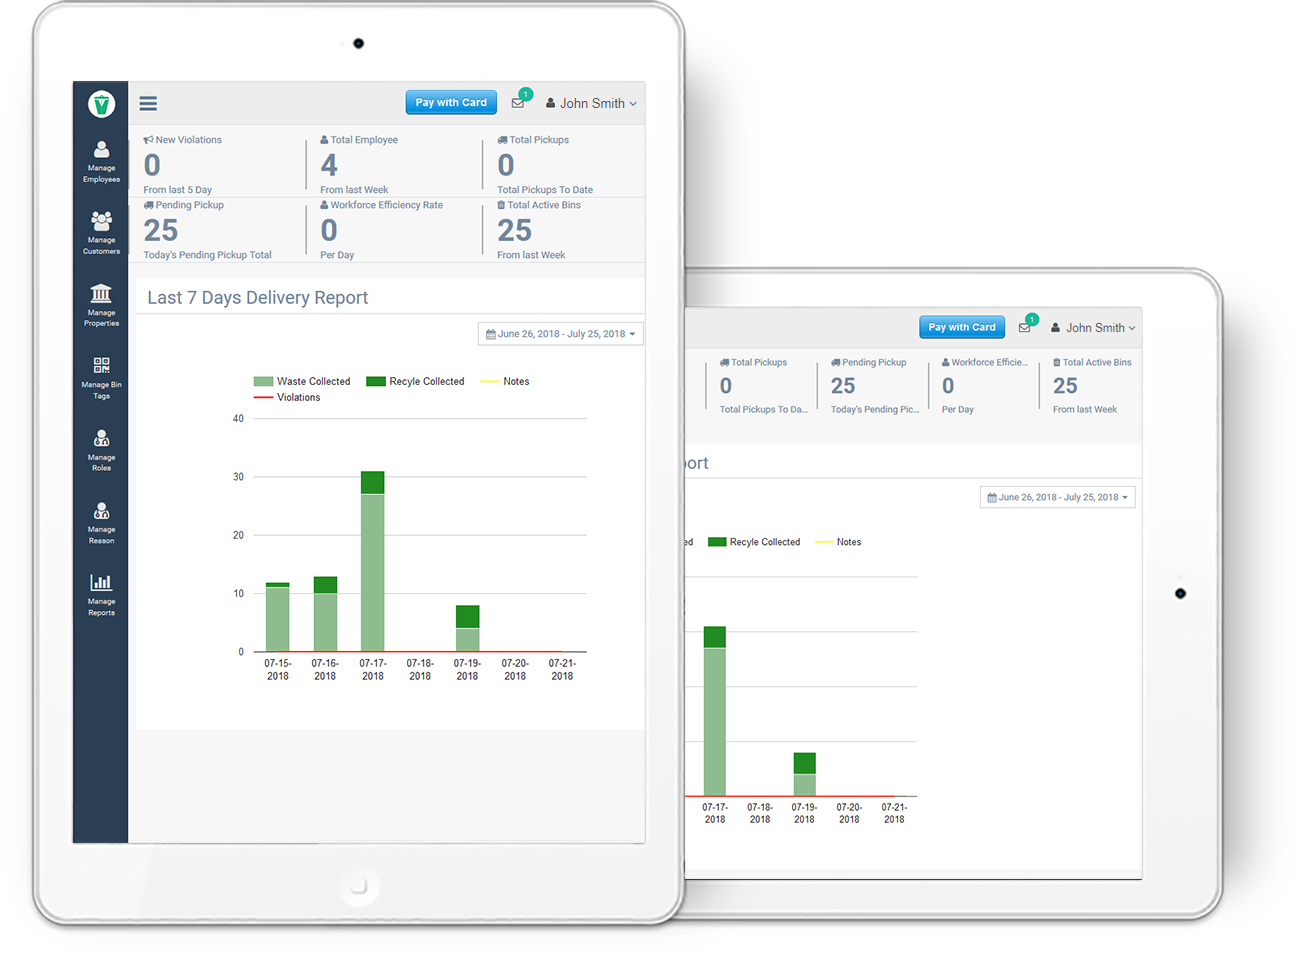 Pay with Card
1
John Smith
Manage
Employees
Manage
Customers
Manage
Properties
Manage Bin
Tags
Manage
Roles
Manage
Reason
Manage
Reports
New Violations
0
From last 5 Day
Total Employee
4
From last Week
Total Pickups
0
Total Pickups To Date
Pending Pickup
25
Today's Pending Pickup Total
Workforce Efficiency Rate
0
Per Day
Total Active Bins
25
From last Week
Last 7 Days Delivery Report
June 26, 2018 - July 25, 2018
Waste Collected
Recyle Collected
Notes
Violations
40
30
20
10
0
07-15-
2018
07-16-
2018
07-17-
2018
07-18-
2018
07-19-
2018
07-20-
2018
07-21-
2018
Pay with Card
1
John Smith
Total Pickups
0
Total Pickups To Da...
Pending Pickup
25
Today's Pending Pic...
Workforce Efficie...
0
Per Day
Total Active Bins
25
From last Week
ort
June 26, 2018 - July 25, 2018
ed
Recyle Collected
Notes
07-17-
2018
07-18-
2018
07-19-
2018
07-20-
2018
07-21-
2018